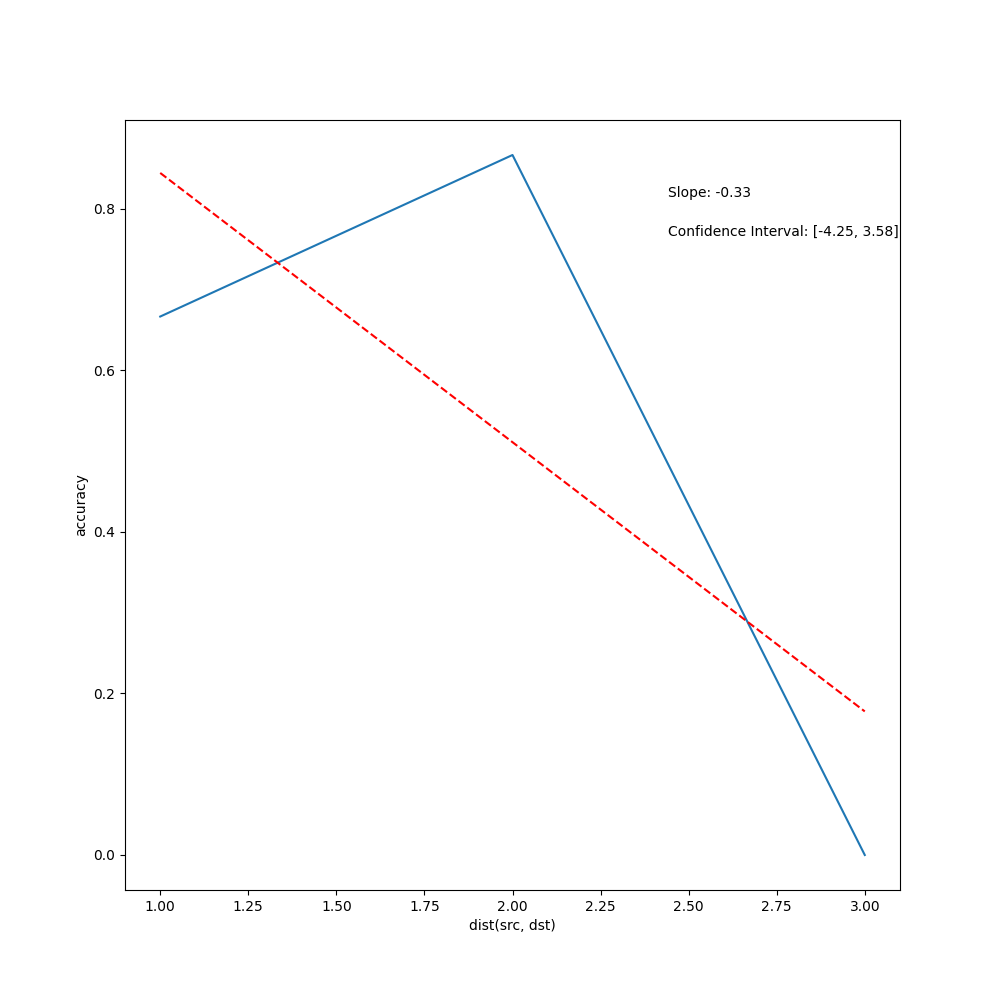 Slope: -0.33
Confidence Interval: [-4.25, 3.58]
accuracy
0.8
0.6
0.4
0.2
0.0
1.00 1.25 1.50 1.75 2.00 2.25 2.50 2.75 3.00
dist(src, dst)